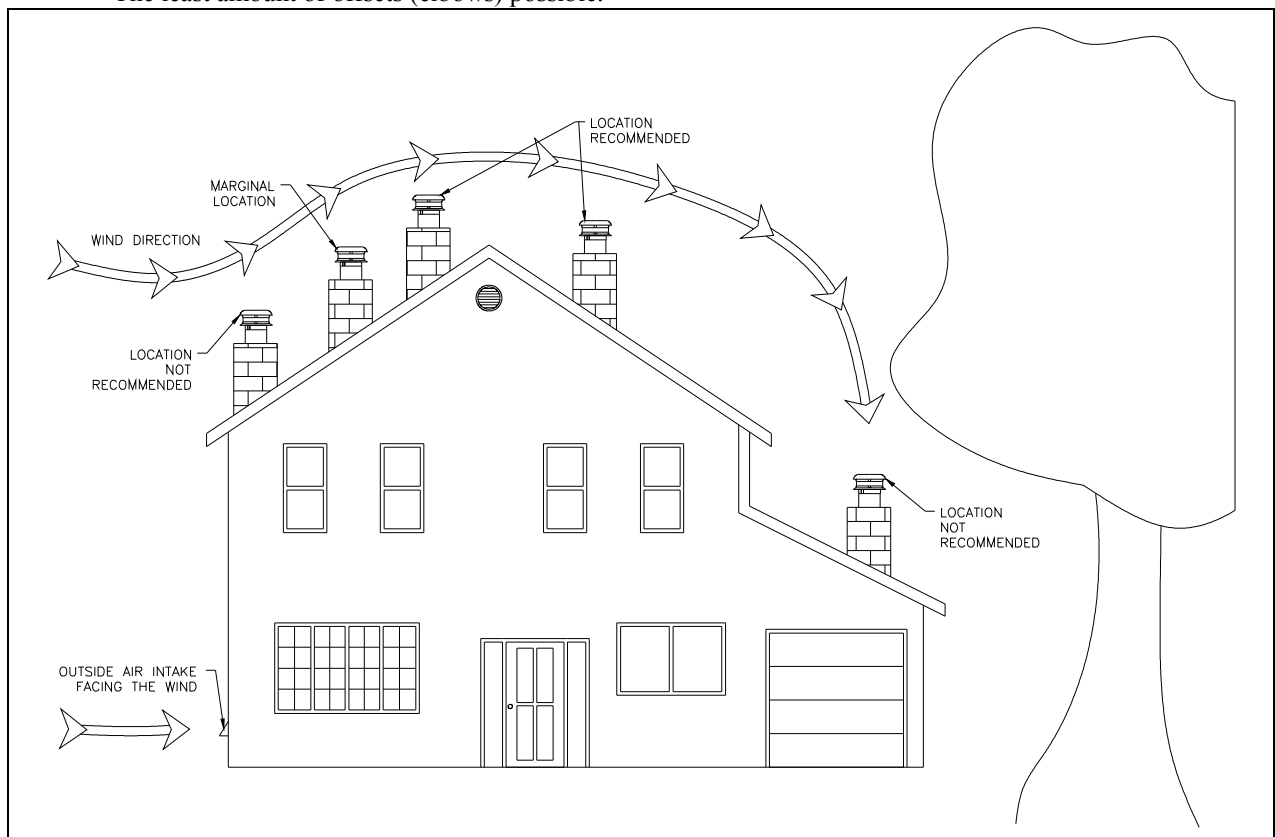 The least amount of offsets (elbows) possible.
LOCATION
RECOMMENDED
MARGINAL
LOCATION
WIND DIRECTION
LOCATION
NOT
RECOMMENDED
LOCATION
NOT
RECOMMENDED
OUTSIDE AIR INTAKE
FACING THE WIND